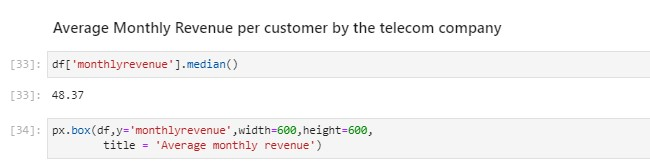 Average Monthly Revenue per customer by the telecom company
[33]: df['monthlyrevenue'].median()
[33]: 48.37
[34]: px.box(df,y='monthlyrevenue',width=600,height=600,
title = 'Average monthly revenue')